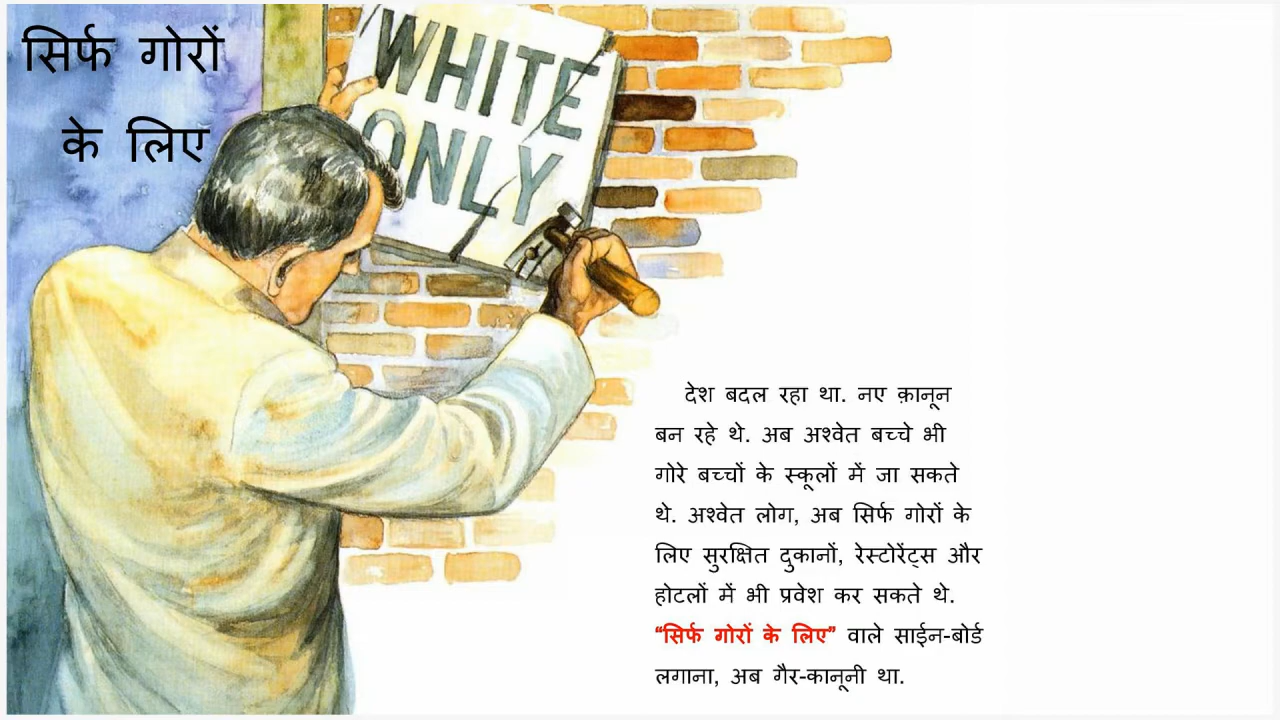 सिर्फ गोरों
के लिए
WHITE
ONLY
देश बदल रहा था. नए क़ानून
बन रहे थे. अब अश्वेत बच्चे भी
गोरे बच्चों के स्कूलों में जा सकते
थे. अश्वेत लोग, अब सिर्फ गोरों के
लिए सुरक्षित दुकानों, रेस्टोरेंट्स और
होटलों में भी प्रवेश कर सकते थे.
“सिर्फ गोरों के लिए” वाले साईन-बोर्ड
लगाना, अब गैर-कानूनी था.